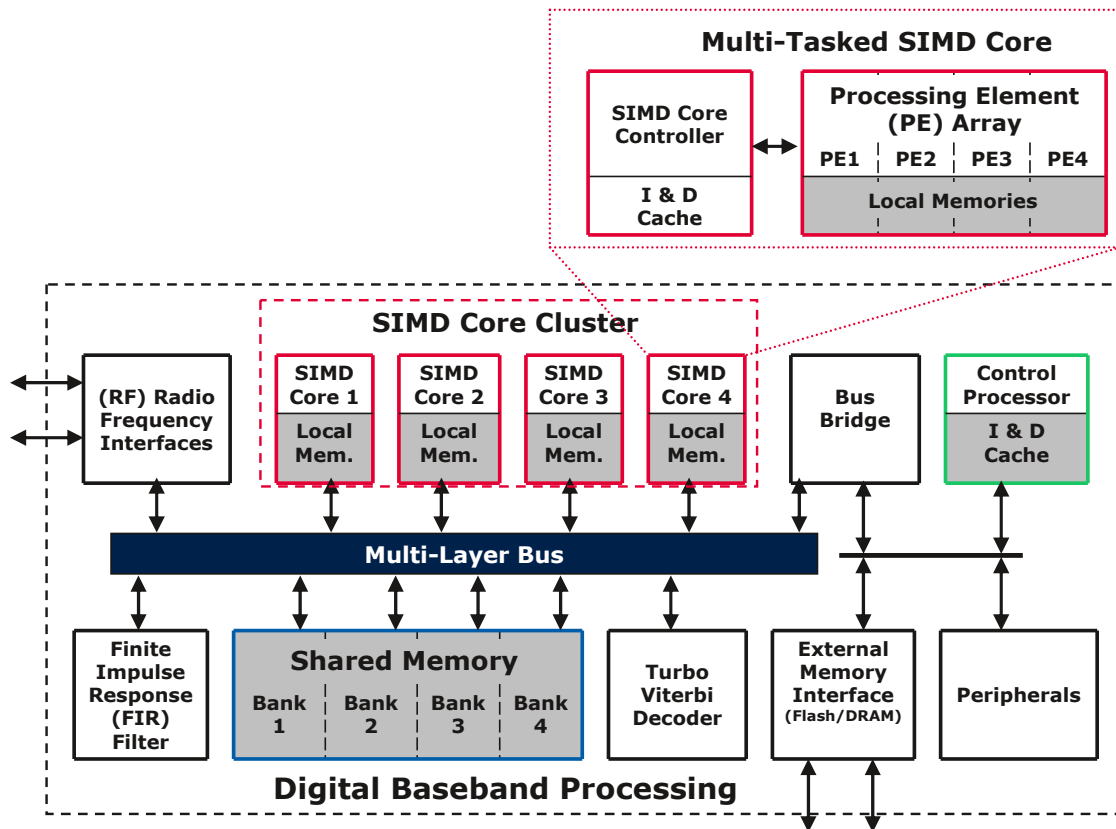 Multi-Tasked SIMD Core
SIMD Core
Controller
I & D
Cache
Processing Element
(PE) Array
PE1 PE2 PE3 PE4
Local Memories
SIMD Core Cluster
(RF) Radio
Frequency
Interfaces
SIMD
Core 1
Local
Mem.
SIMD
Core 2
Local
Mem.
SIMD
Core 3
Local
Mem.
SIMD
Core 4
Local
Mem.
Bus
Bridge
Control
Processor
I & D
Cache
Multi-Layer Bus
Finite
Impulse
Response
(FIR)
Filter
Shared Memory
Bank
1
Bank
2
Bank
3
Bank
4
Turbo
Viterbi
Decoder
External
Memory
Interface
(Flash/DRAM)
Peripherals
Digital Baseband Processing